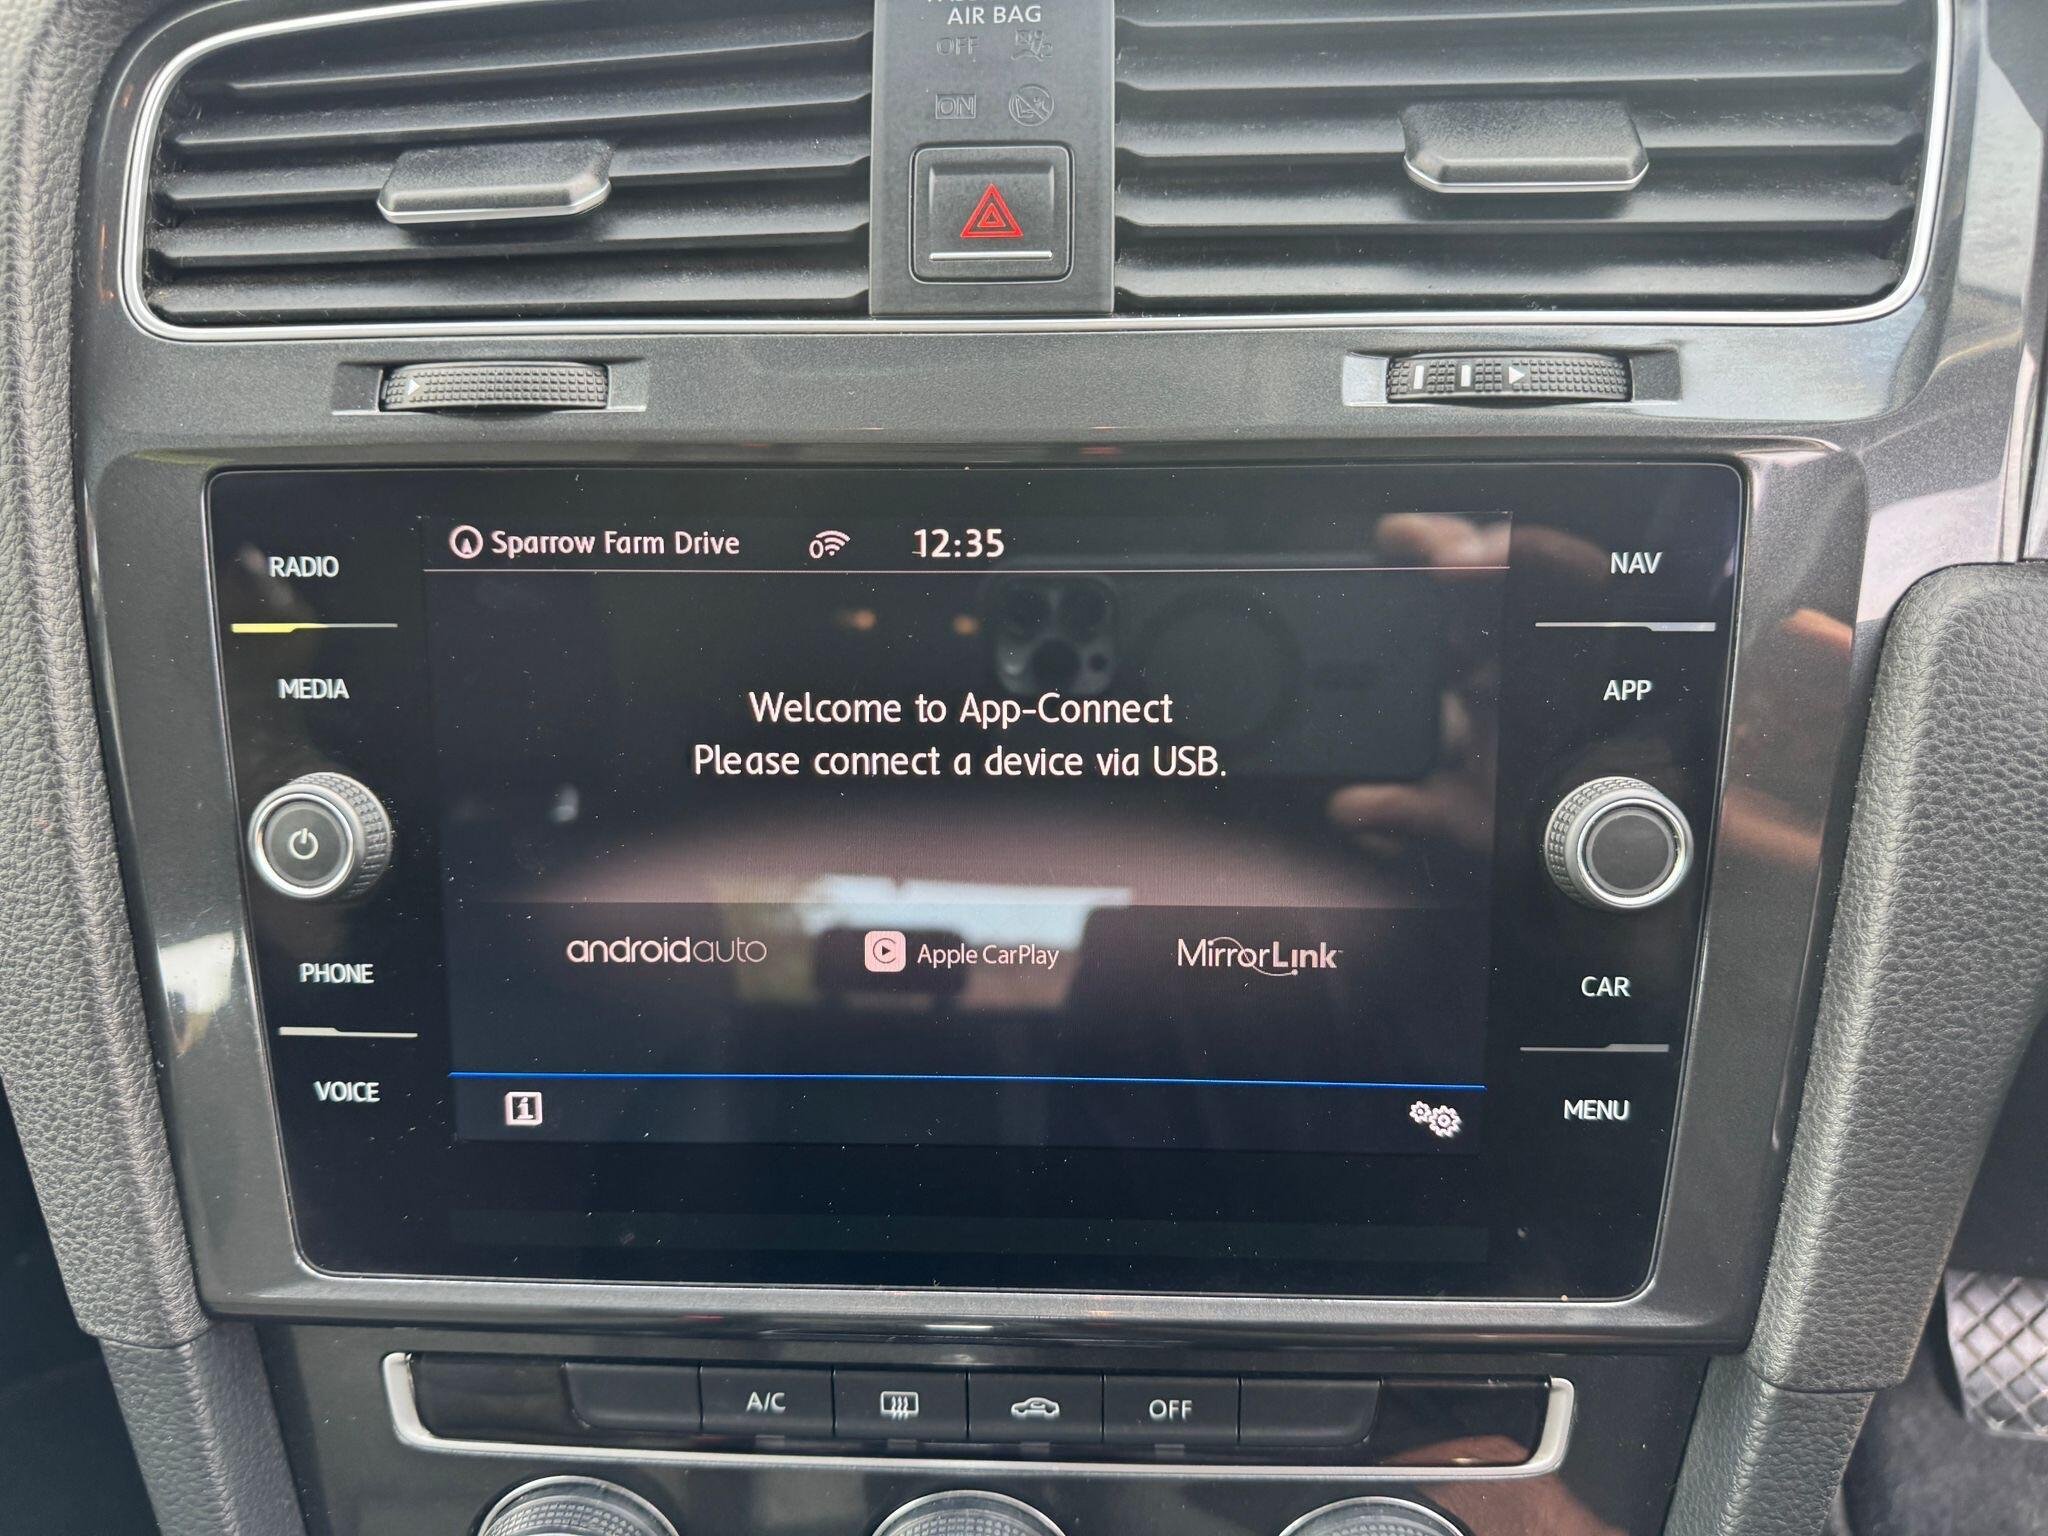 AIR BAG
OFF
ON
RADIO
MEDIA
PHONE
VOICE
Sparrow Farm Drive
0
12:35
Welcome to App-Connect
Please connect a device via USB.
androidauto
Apple CarPlay
MirrorLink
i
NAV
APP
CAR
MENU
A/C
OFF